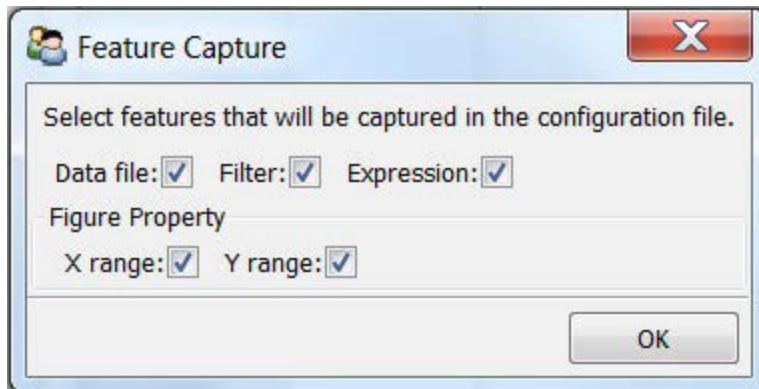 Feature Capture
Select features that will be captured in the configuration file.
Data file: Filter: Expression:
Figure Property
X range: Y range:
OK